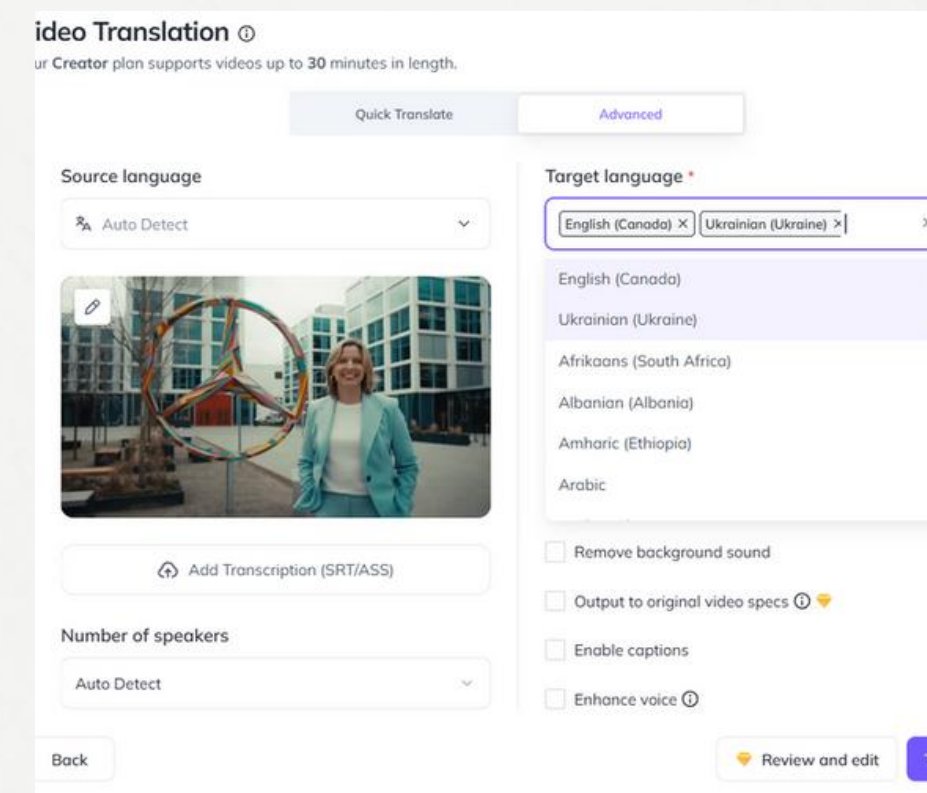 ideo Translation
ur Creator plan supports videos up to 30 minutes in length.
Quick Translate
Advanced
Source language
Auto Detect
Add Transcription (SRT/ASS)
Number of speakers
Auto Detect
Target language *
English (Canada) × Ukrainian (Ukraine) ×
English (Canada)
Ukrainian (Ukraine)
Afrikaans (South Africa)
Albanian (Albania)
Amharic (Ethiopia)
Arabic
Remove background sound
Output to original video specs
Enable captions
Enhance voice
Back
Review and edit